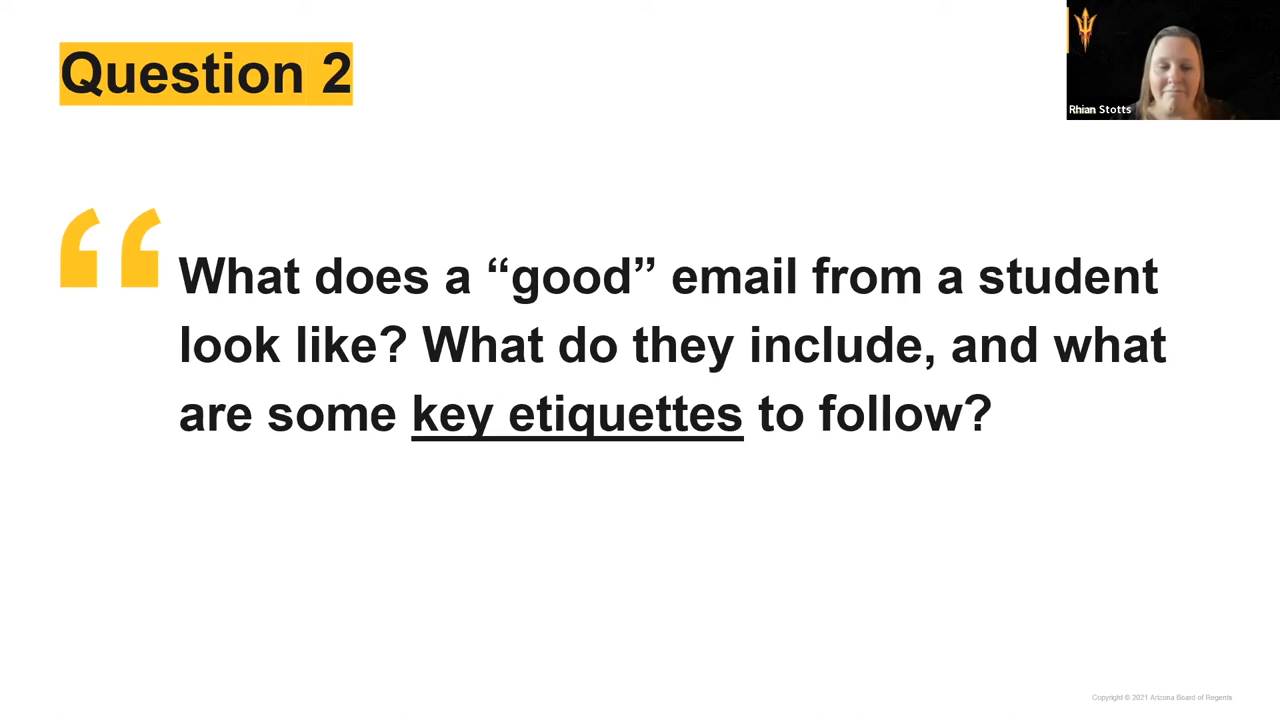 Question 2
Rhian Stotts
“
What does a “good” email from a student
look like? What do they include, and what
are some key etiquettes to follow?
Copyright © 2021 Arizona Board of Regents